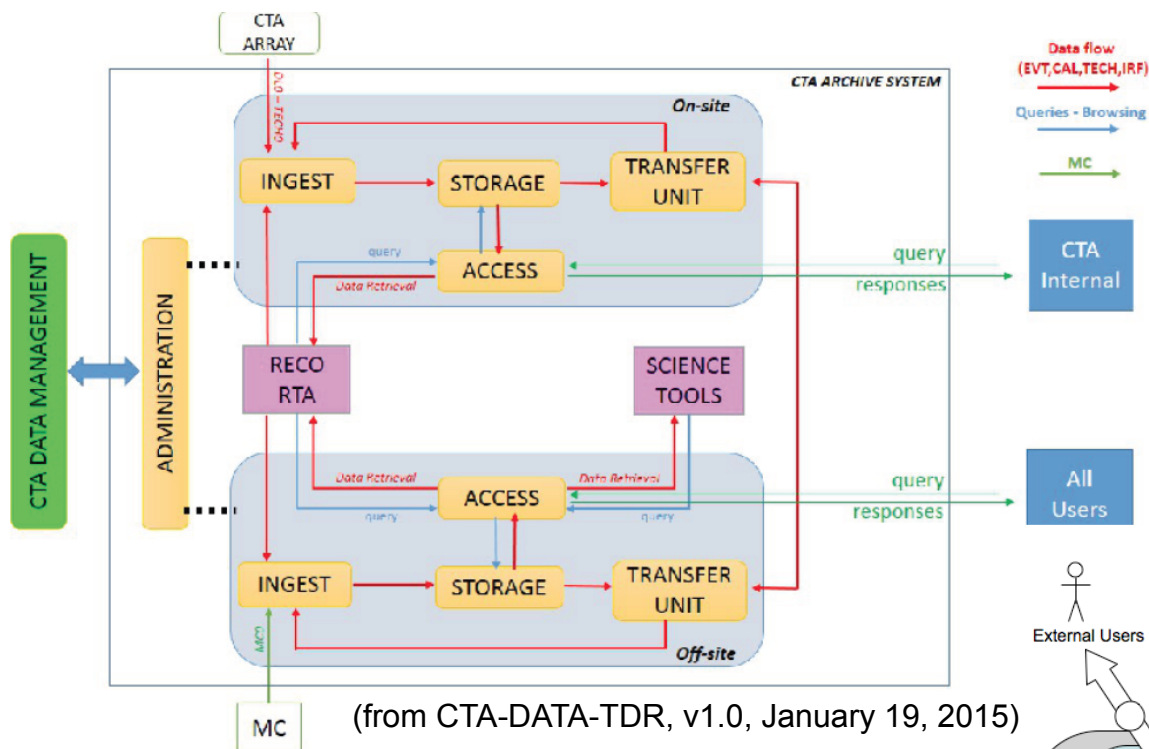 CTA
ARRAY
Data flow
(EVT,CAL,TECH,IRF)
CTA ARCHIVE SYSTEM
On-site
Queries - Browsing
DL0 - TECH0
MC
INGEST
STORAGE
TRANSFER
UNIT
query
ACCESS
Data Retrieval
query
responses
CTA
Internal
CTA DATA MANAGEMENT
ADMINISTRATION
RECO
RTA
SCIENCE
TOOLS
Data Retrieval
ACCESS
Data Retrieval
query
query
query
responses
All
Users
INGEST
STORAGE
TRANSFER
UNIT
MC0
Off-site
External Users
MC
(from CTA-DATA-TDR, v1.0, January 19, 2015)